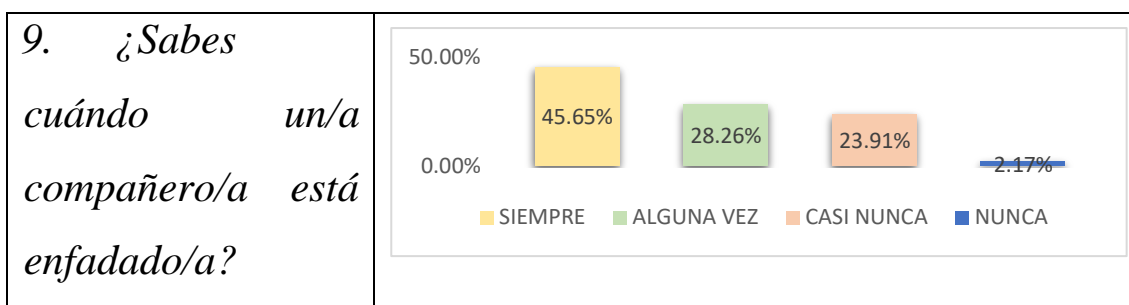 9. ¿Sabes
cuándo un/a
compañero/a está
enfadado/a?
50.00%
45.65%
28.26%
23.91%
0.00%
2.17%
SIEMPRE ALGUNA VEZ CASI NUNCA NUNCA